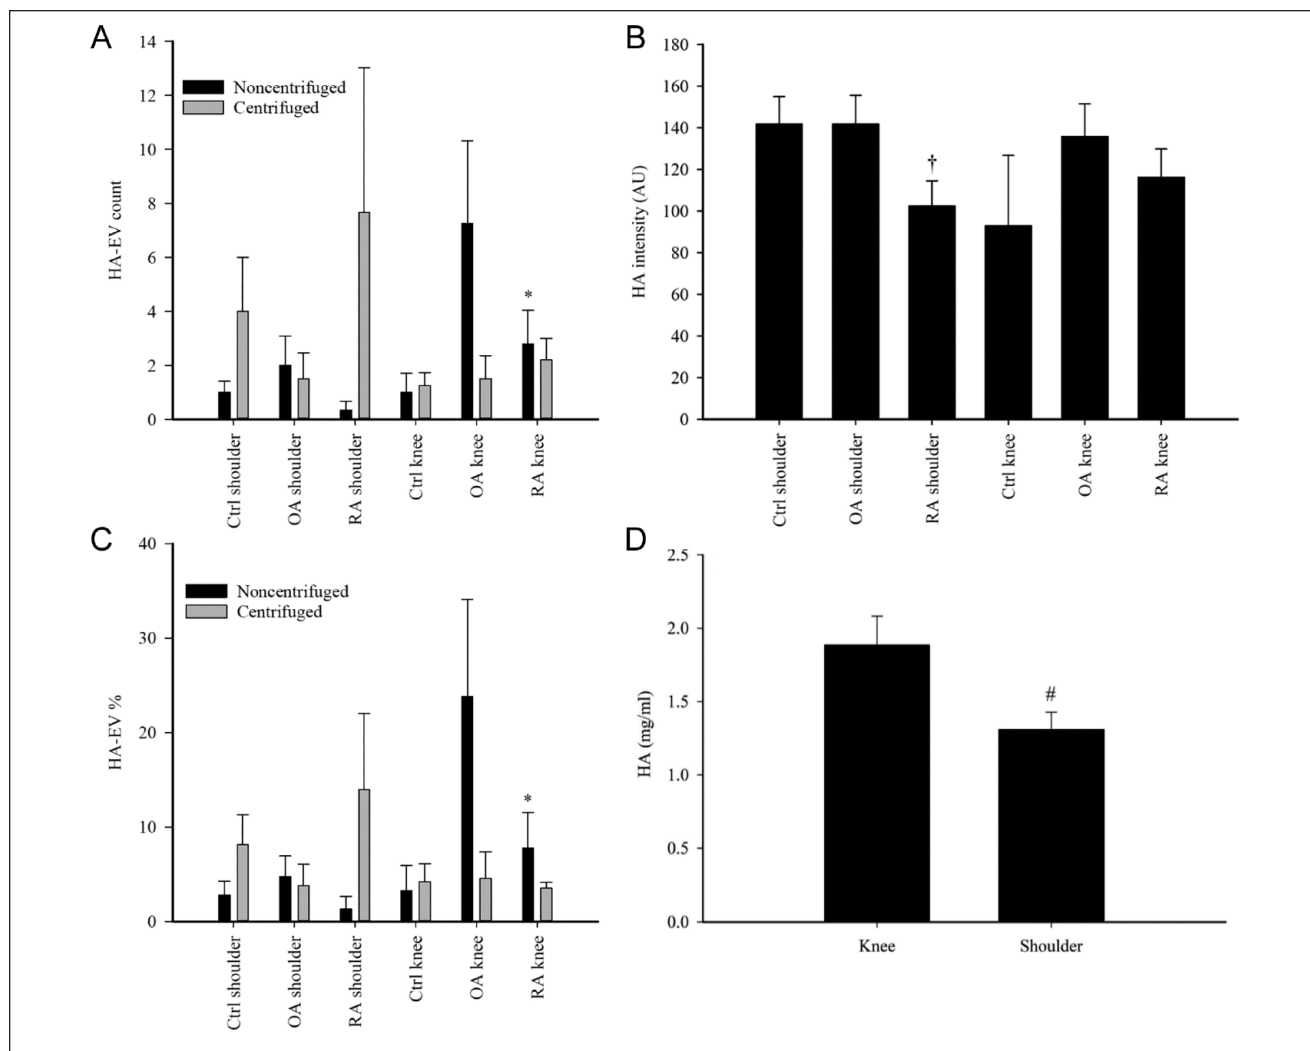 A
14
12
10
8
6
4
2
0
HA-EV count
Noncentrifuged
Centrifuged
*
Ctrl shoulder
OA shoulder
RA shoulder
Ctrl knee
OA knee
RA knee
B
180
160
140
120
100
80
60
40
20
0
HA intensity (AU)
†
Ctrl shoulder
OA shoulder
RA shoulder
Ctrl knee
OA knee
RA knee
C
40
30
20
10
0
HA-EV %
Noncentrifuged
Centrifuged
*
Ctrl shoulder
OA shoulder
RA shoulder
Ctrl knee
OA knee
RA knee
D
2.5
2.0
1.5
1.0
0.5
0.0
HA (mg/ml)
#
Knee
Shoulder